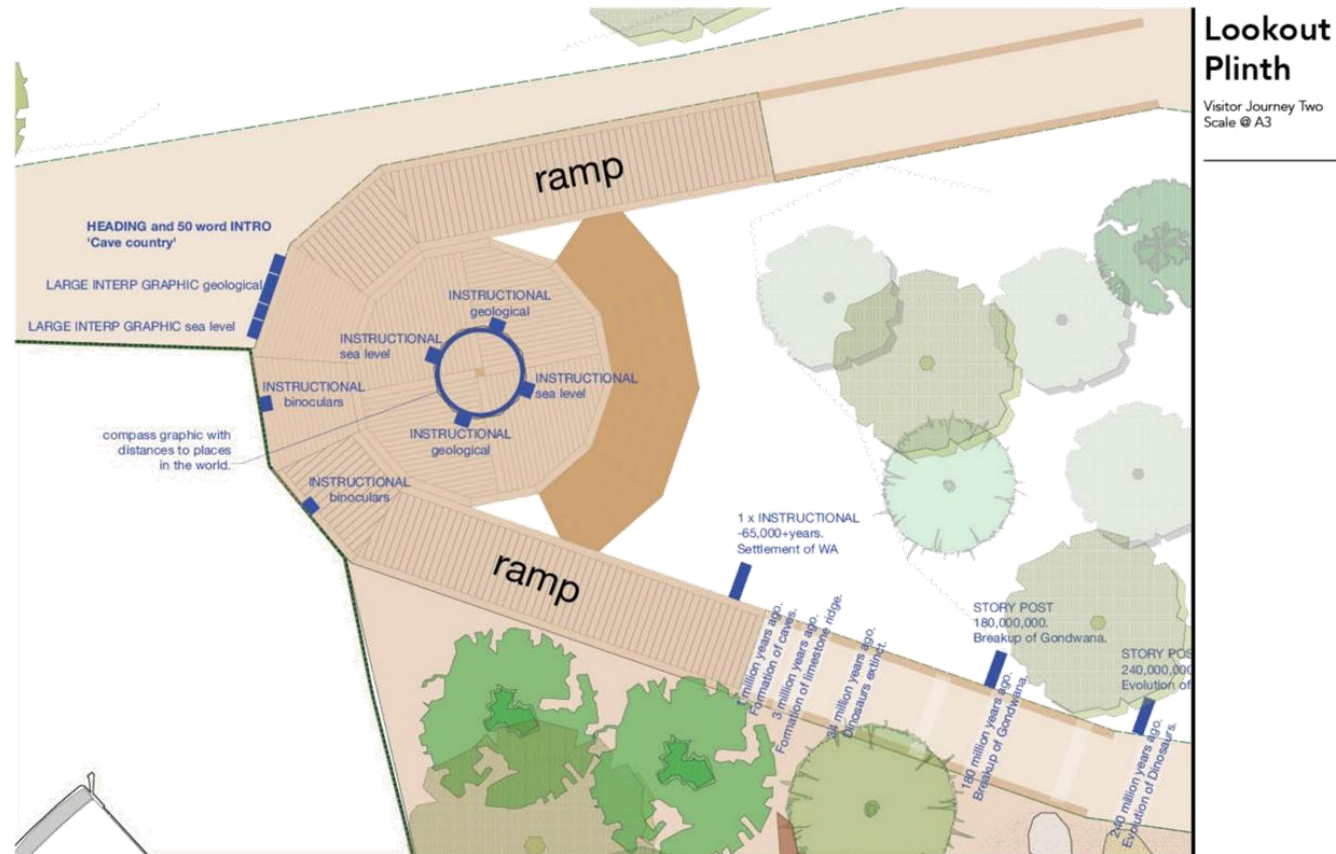 Lookout
Plinth
Visitor Journey Two
Scale @ A3
ramp
HEADING and 50 word INTRO
'Cave country'
LARGE INTERP GRAPHIC geological
LARGE INTERP GRAPHIC sea level
INSTRUCTIONAL
geological
INSTRUCTIONAL
sea level
INSTRUCTIONAL
sea level
INSTRUCTIONAL
binoculars
INSTRUCTIONAL
geological
compass graphic with
distances to places
in the world.
INSTRUCTIONAL
binoculars
ramp
1 x INSTRUCTIONAL
-65,000+years.
Settlement of WA
STORY POST
180,000,000.
Breakup of Gondwana.
STORY POS
240,000,000
Evolution of
million years ago.
Formation of caves.
3 million years ago.
Formation of limestone ridge.
million years ago.
Dinosaurs extinct.
180 million years ago.
Breakup of Gondwana.
240 million years ago.
Evolution of Dinosaurs.